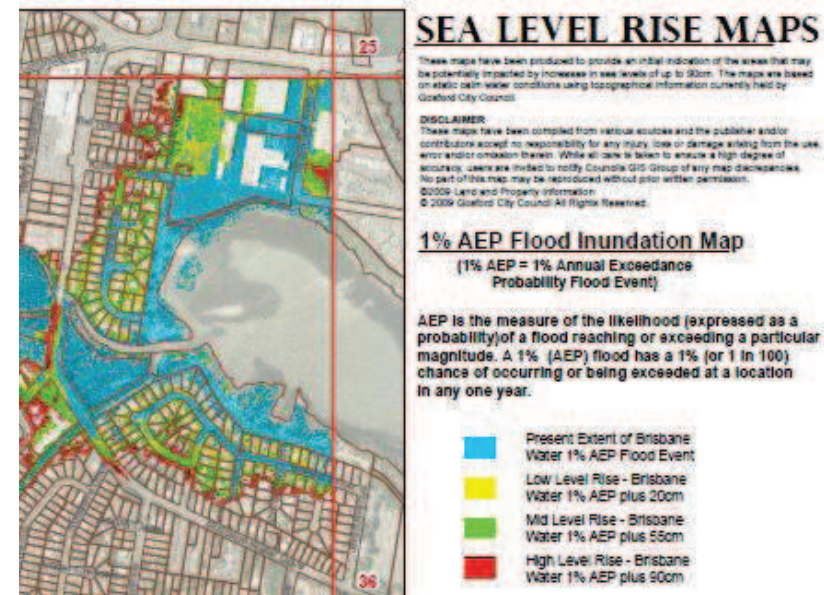 25
36
SEA LEVEL RISE MAPS
These maps have been produced to provide an initial indication of the areas that may
be potentially impacted by increases in sea levels of up to 90cm. The maps are based
on static calm water conditions using topographical information currently held by
Gosford City Council
DISCLAIMER
These maps have been compiled from various sources and the publisher and/or
contributors accept no responsibility for any injury, loss or damage arising from the use,
error and/or omission therein. While all care is taken to ensure a high degree of
accuracy, users are invited to notify Councils GIS Group of any map discrepancies.
No part of this map may be reproduced without prior written permission.
©2009 Land and Property Information
© 2009 Gosford City Council All Rights Reserved.
1% AEP Flood Inundation Map
(1% AEP = 1% Annual Exceedance
Probability Flood Event)
AEP is the measure of the likelihood (expressed as a
probability)of a flood reaching or exceeding a particular
magnitude. A 1% (AEP) flood has a 1% (or 1 in 100)
chance of occurring or being exceeded at a location
in any one year.
Present Extent of Brisbane
Water 1% AEP Flood Event
Low Level Rise - Brisbane
Water 1% AEP plus 20cm
Mid Level Rise - Brisbane
Water 1% AEP plus 55cm
High Level Rise - Brisbane
Water 1% AEP plus 90cm